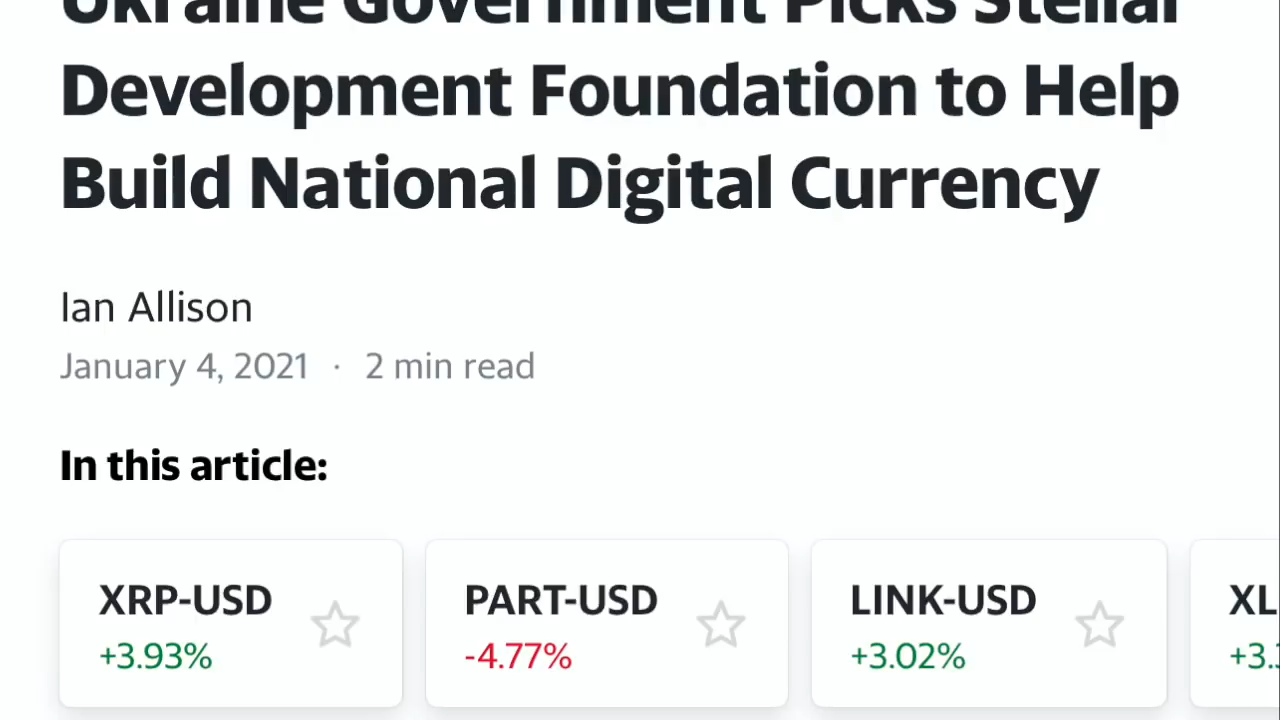 Ukraine Government Picks Stellar
Development Foundation to Help
Build National Digital Currency
Ian Allison
January 4, 2021 · 2 min read
In this article:
XRP-USD PART-USD LINK-USD XL
+3.93% -4.77% +3.02% +3.